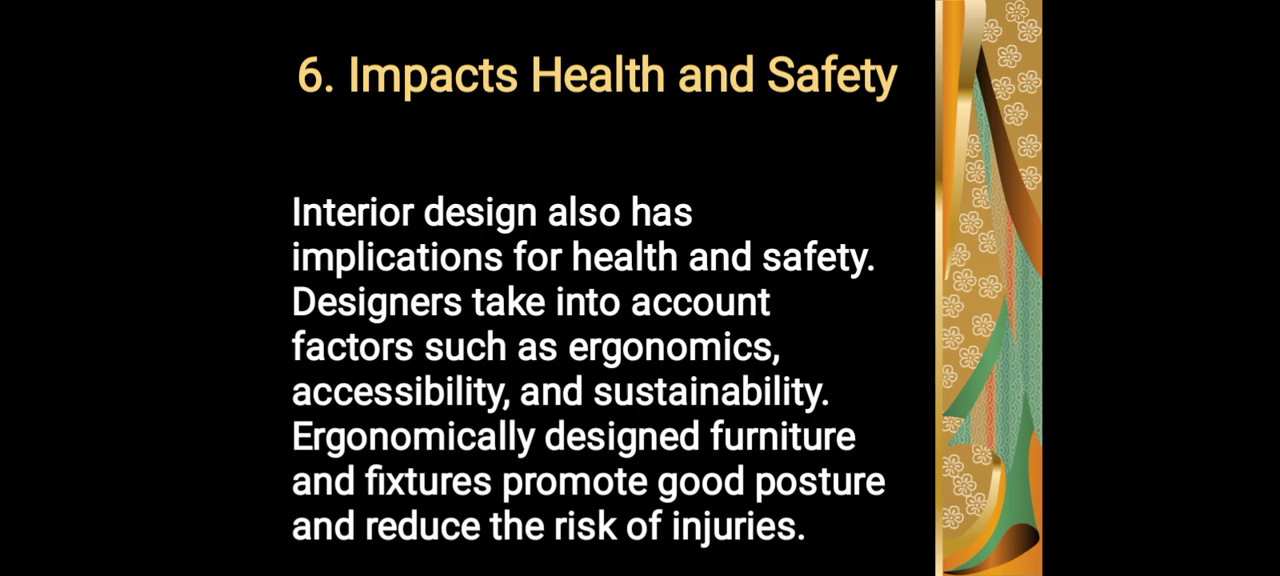 6. Impacts Health and Safety
Interior design also has
implications for health and safety.
Designers take into account
factors such as ergonomics,
accessibility, and sustainability.
Ergonomically designed furniture
and fixtures promote good posture
and reduce the risk of injuries.